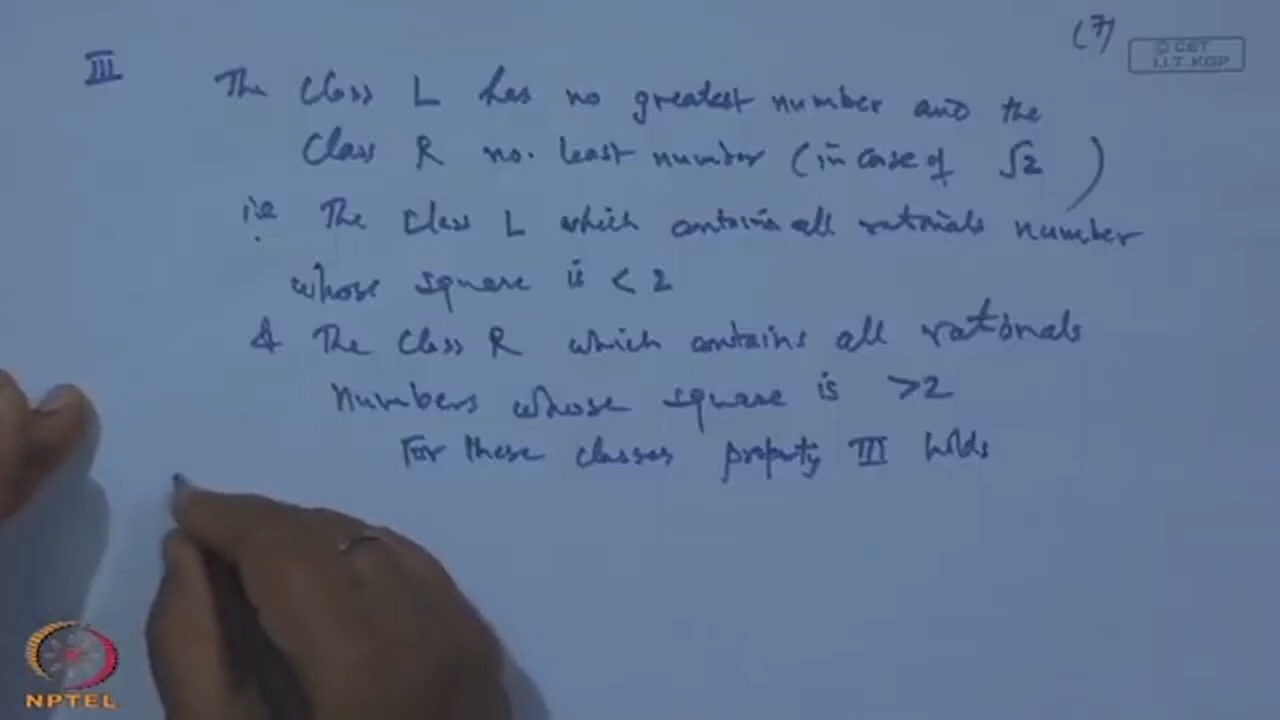 (7)
© CET
I.I.T. KGP
III The Class L has no greatest number and the
Class R no. least number (in case of √2)
i.e The Class L which contains all rationals number
whose square is < 2
& The Class R which contains all rationals
numbers whose square is >2
For these classes property III holds
NPTEL